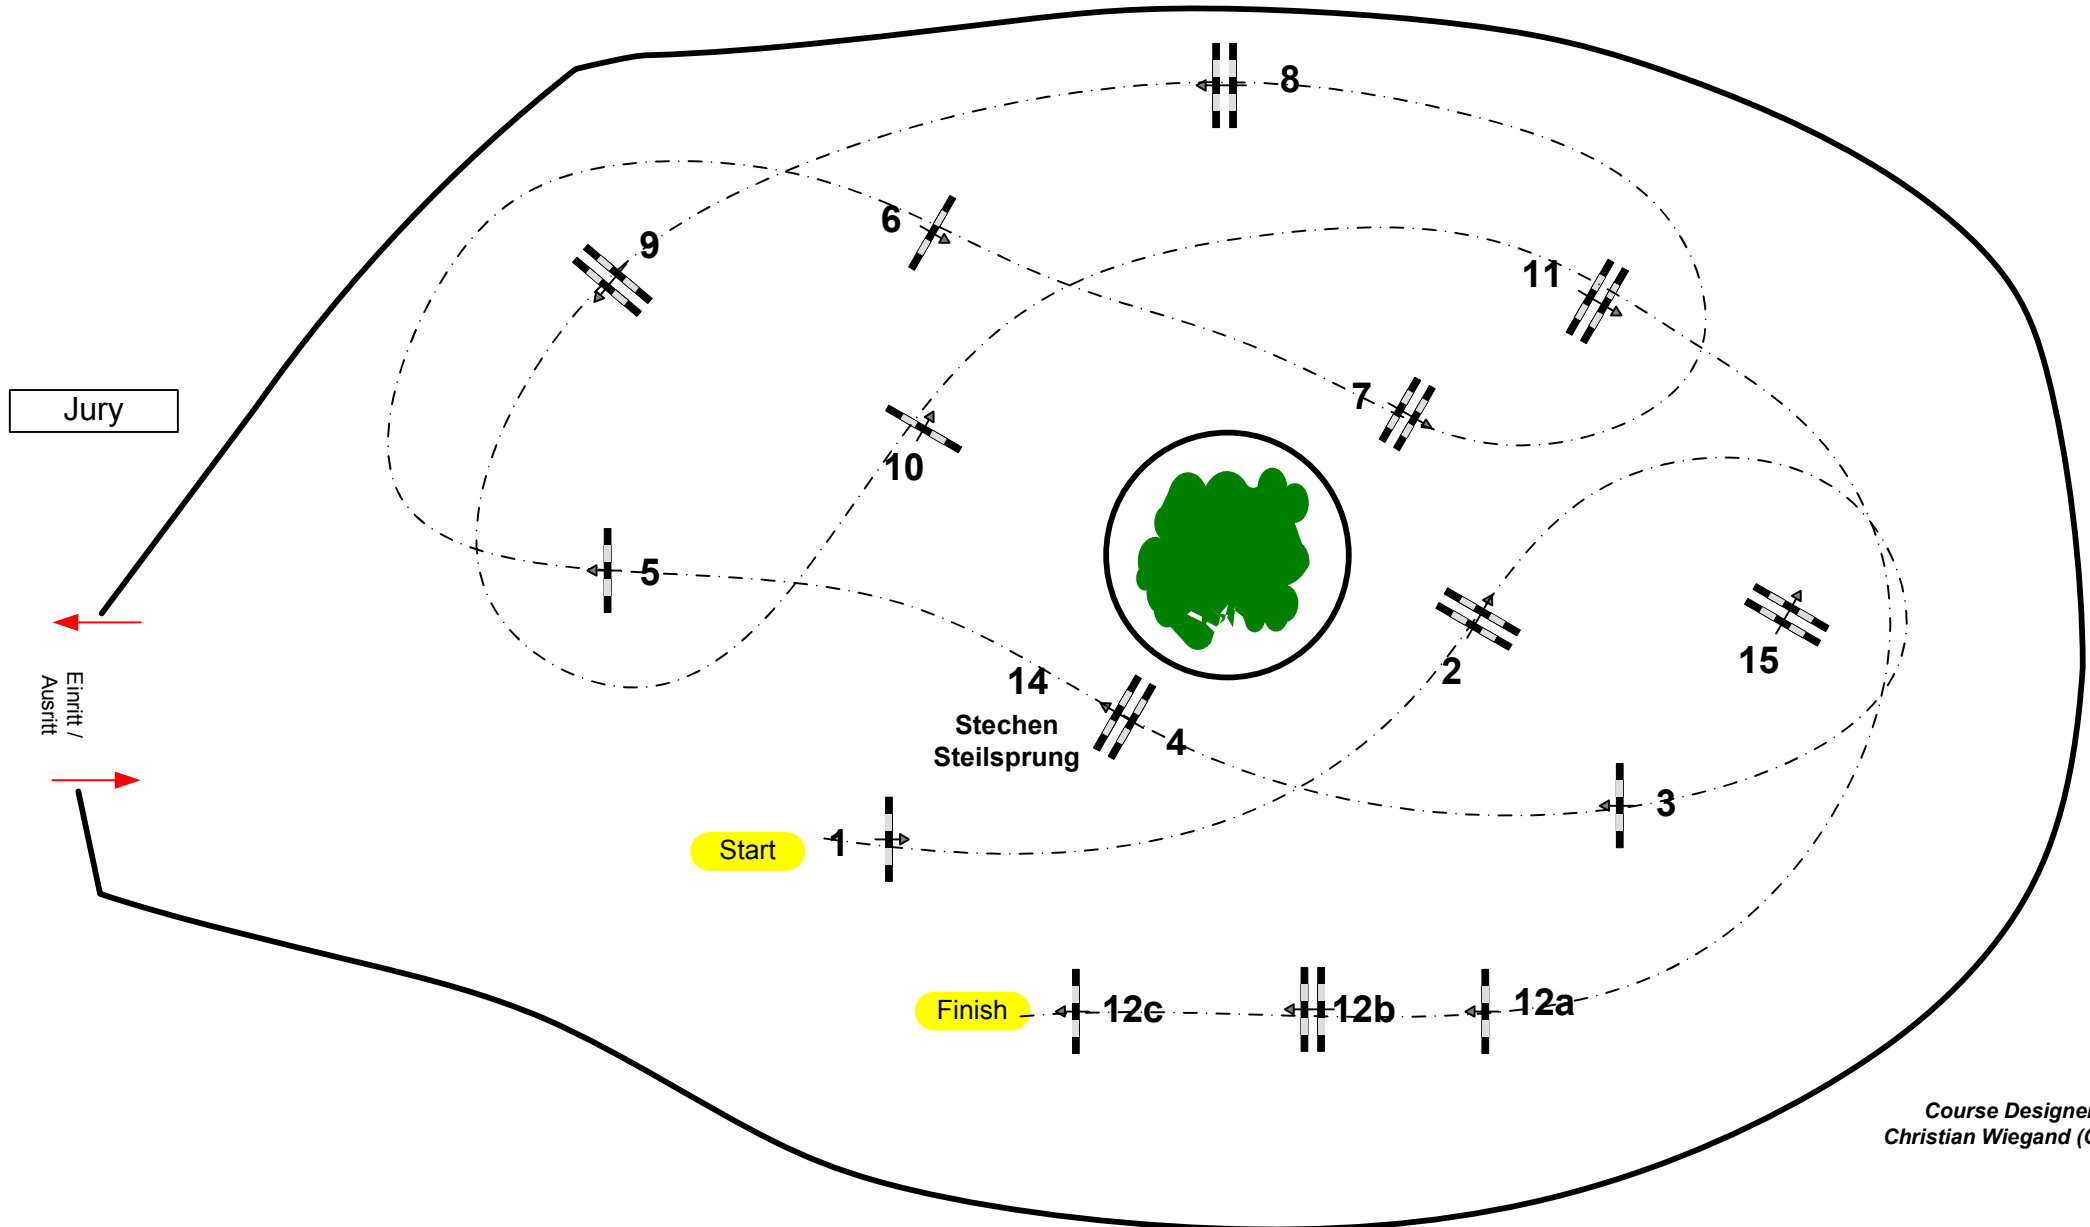 8
6
9
11
Jury
7
10
5
2
15
14
Stechen
Steilsprung
4
Einritt /
Ausritt
3
1
Start
Finish
12c
12b
12a
Course Designer
Christian Wiegand (